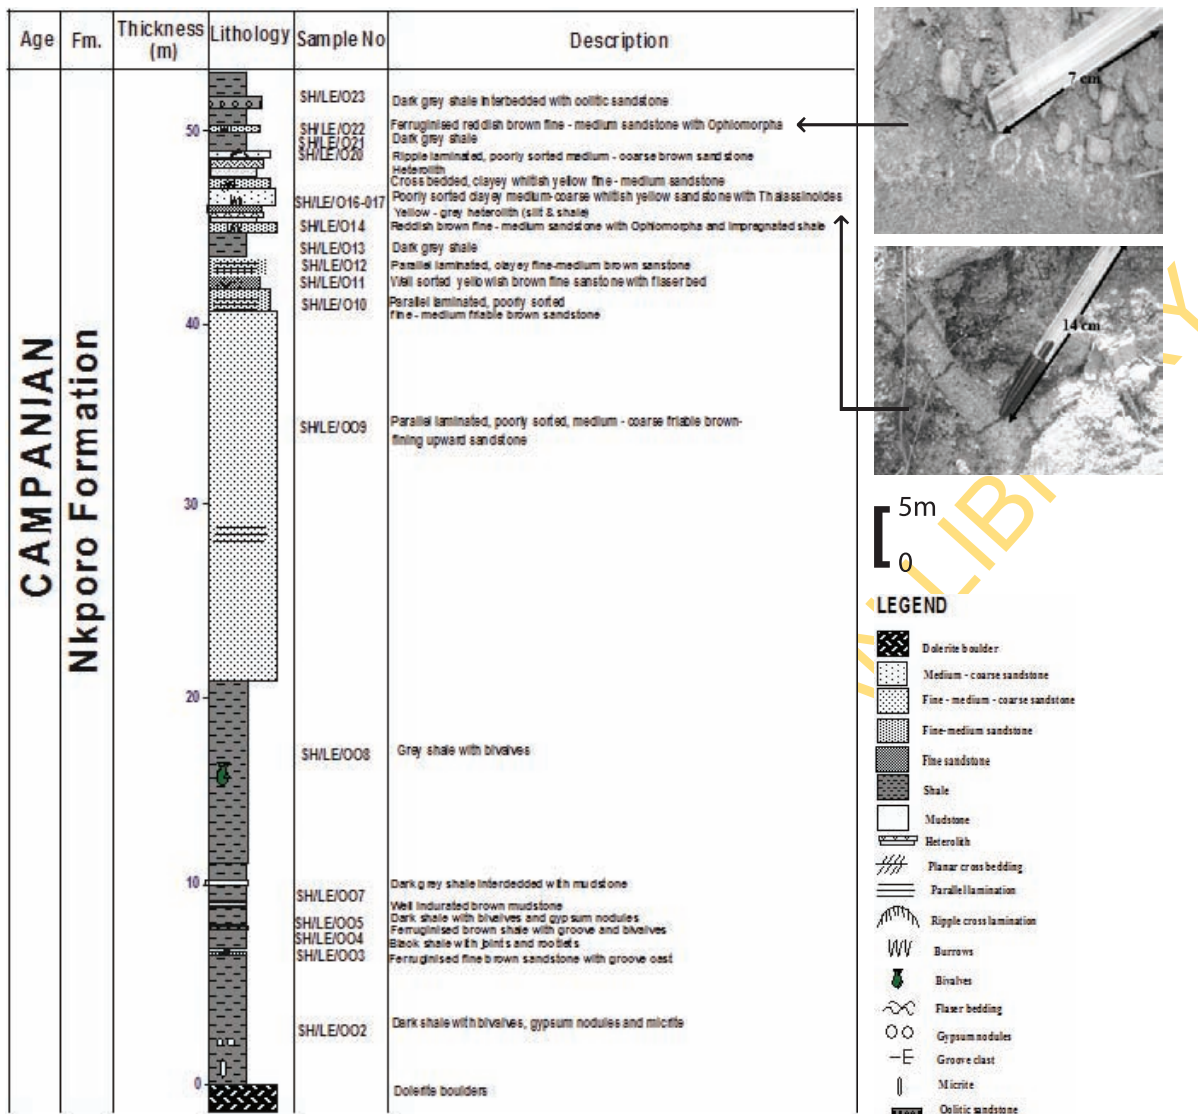 Age
Fm.
Thickness
(m)
Lithology
Sample No
Description
CAMPANIAN
Nkporo Formation
50
40
30
20
10
0
SH/LE/O23
SH/LE/O22
SH/LE/O21
SH/LE/O20
SH/LE/O16-017
SH/LE/O14
SH/LE/O13
SH/LE/O12
SH/LE/O11
SH/LE/O10
SH/LE/OO9
SH/LE/OO8
SH/LE/OO7
SH/LE/OO5
SH/LE/OO4
SH/LE/OO3
SH/LE/OO2
Dark grey shale interbedded with oolitic sandstone
Ferruginised reddish brown fine - medium sandstone with Ophiomorpha
Dark grey shale
Ripple laminated, poorly sorted medium - coarse brown sandstone
Heterolith
Cross bedded, clayey whitish yellow fine - medium sandstone
Poorly sorted clayey medium-coarse whitish yellow sandstone with Thalassinoides
Yellow - grey heterolith (silt & shale)
Reddish brown fine - medium sandstone with Ophiomorpha and impregnated shale
Dark grey shale
Parallel laminated, clayey fine-medium brown sanstone
Well sorted yellowish brown fine sanstone with flaser bed
Parallel laminated, poorly sorted
fine - medium friable brown sandstone
Parallel laminated, poorly sorted, medium - coarse friable brown-
fining upward sandstone
Grey shale with bivalves
Dark grey shale interdedded with mudstone
Well indurated brown mudstone
Dark shale with bivalves and gypsum nodules
Ferruginised brown shale with groove and bivalves
Black shale with joints and rootlets
Ferruginised fine brown sandstone with groove cast
Dark shale with bivalves, gypsum nodules and micrite
Dolerite boulders
7 cm
14 cm
5m
0
LIBRARY
LEGEND
Dolerite boulder
Medium - coarse sandstone
Fine - medium - coarse sandstone
Fine-medium sandstone
Fine sandstone
Shale
Mudstone
Heterolith
Planar cross bedding
Parallel lamination
Ripple cross lamination
Burrows
Bivalves
Flaser bedding
Gypsum nodules
Groove clast
Micrite
Oolitic sandstone